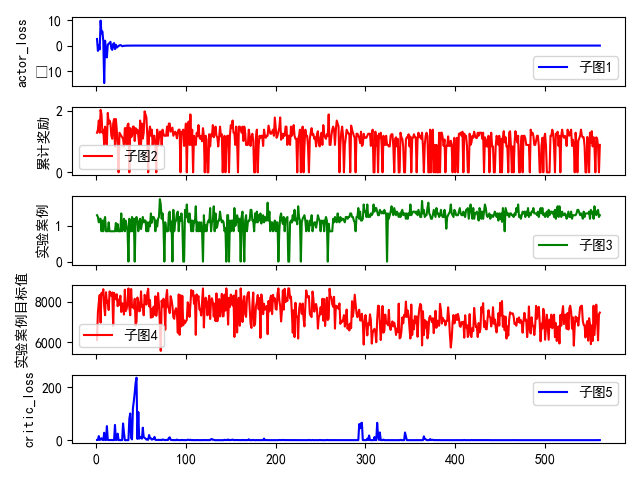 actor_loss
10
0
□10
子图1
累计奖励
2
0
子图2
实验案例
1
0
子图3
实验案例目标值
8000
6000
子图4
critic_loss
200
0
子图5
0 100 200 300 400 500